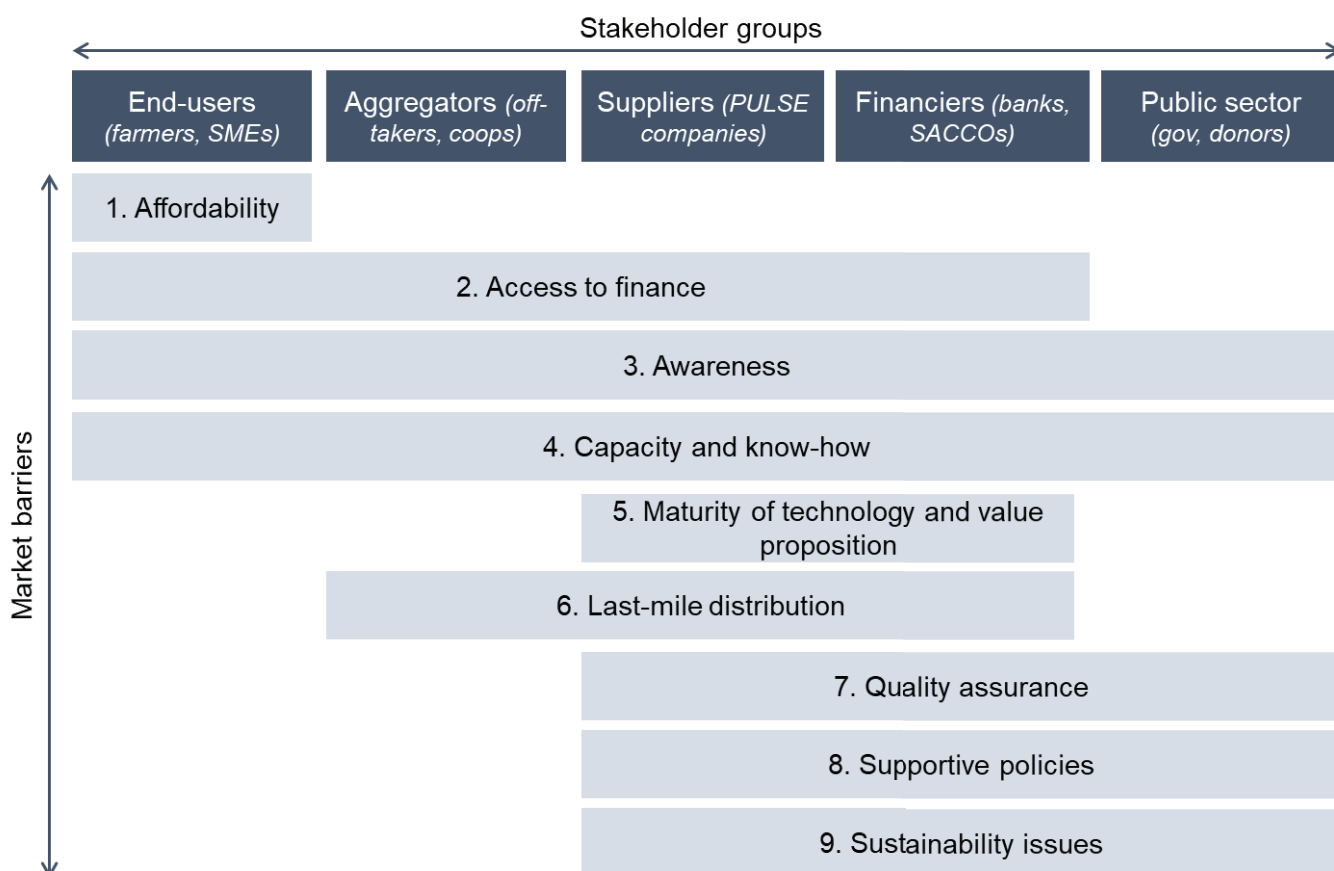 Stakeholder groups
End-users
(farmers, SMEs)
Aggregators (off-
takers, coops)
Suppliers (PULSE
companies)
Financiers (banks,
SACCOs)
Public sector
(gov, donors)
Market barriers
1. Affordability
2. Access to finance
3. Awareness
4. Capacity and know-how
5. Maturity of technology and value
proposition
6. Last-mile distribution
7. Quality assurance
8. Supportive policies
9. Sustainability issues